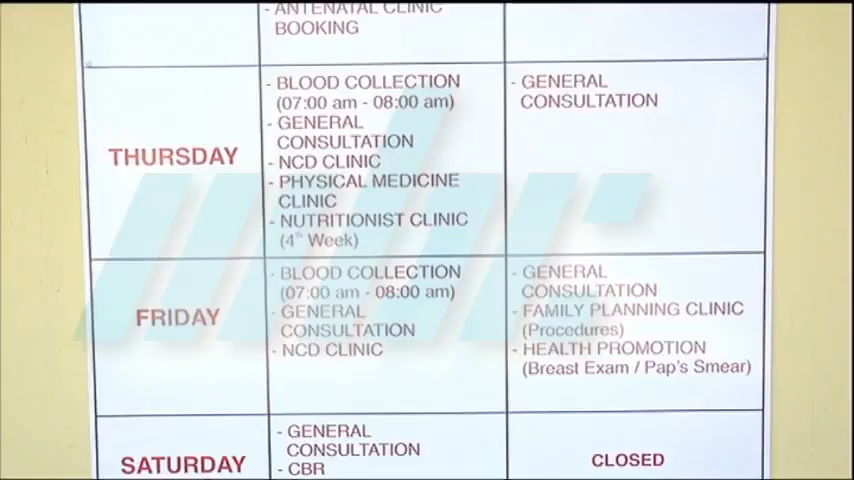 - ANTENATAL CLINIC
BOOKING
THURSDAY
- BLOOD COLLECTION
(07:00 am - 08:00 am)
- GENERAL
CONSULTATION
- NCD CLINIC
- PHYSICAL MEDICINE
CLINIC
- NUTRITIONIST CLINIC
(4th Week)
- GENERAL
CONSULTATION
FRIDAY
- BLOOD COLLECTION
(07:00 am - 08:00 am)
- GENERAL
CONSULTATION
- NCD CLINIC
- GENERAL
CONSULTATION
- FAMILY PLANNING CLINIC
(Procedures)
- HEALTH PROMOTION
(Breast Exam / Pap's Smear)
SATURDAY
- GENERAL
CONSULTATION
- CBR
CLOSED